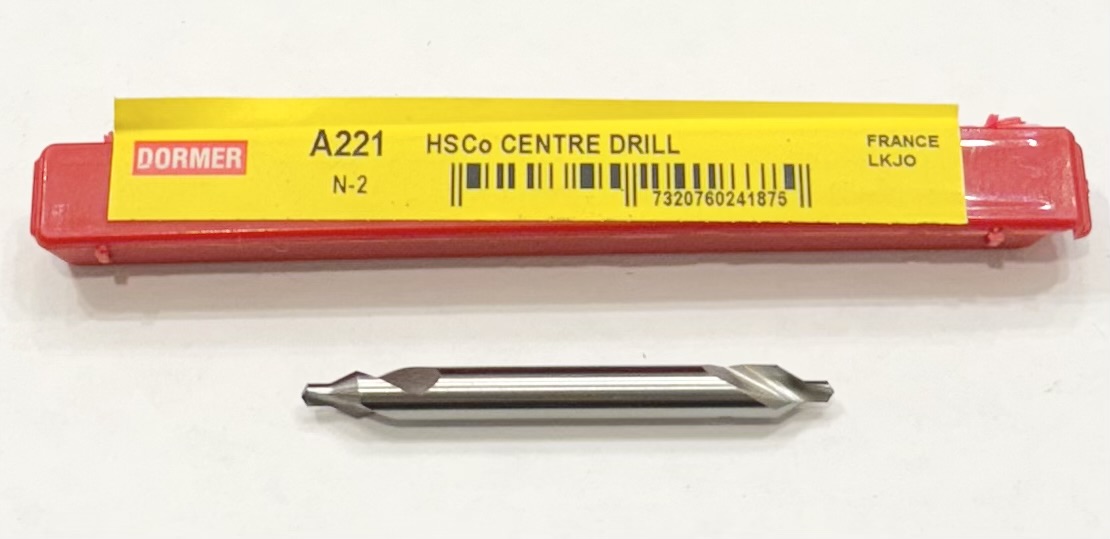 DORMER
A221
N-2
HSCo CENTRE DRILL
7320760241875
FRANCE
LKJO